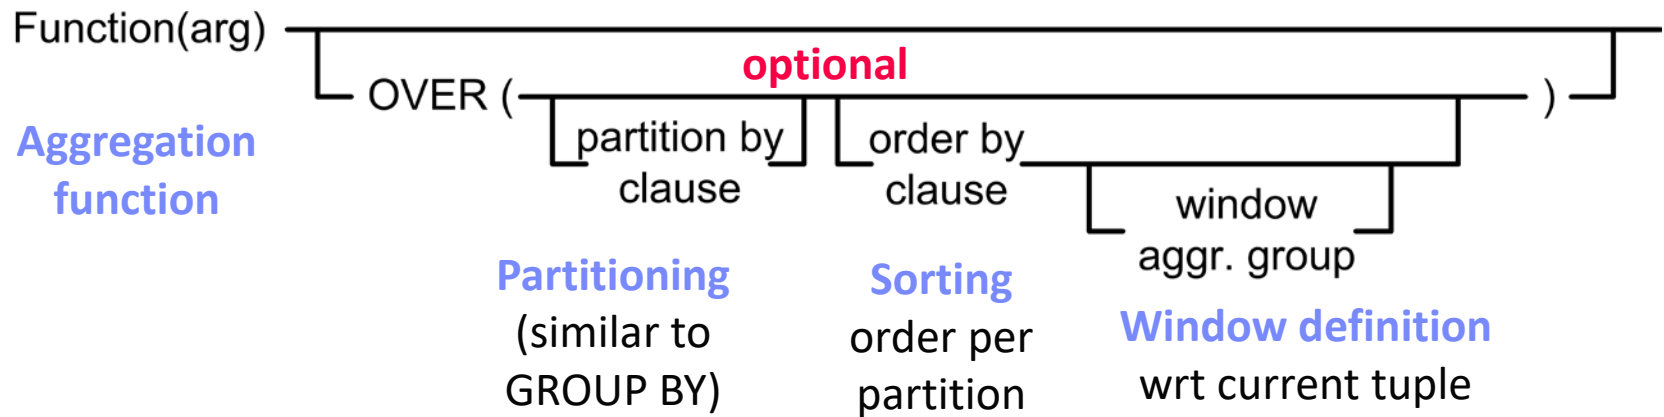 Function(arg)
optional
OVER (
)
partition by
clause
order by
clause
window
aggr. group
Aggregation
function
Partitioning
(similar to
GROUP BY)
Sorting
order per
partition
Window definition
wrt current tuple